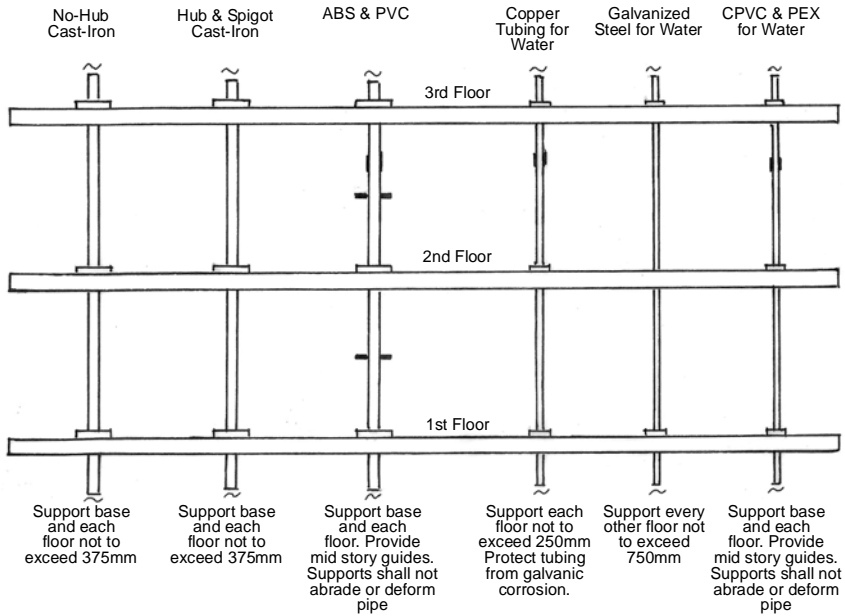 No-Hub
Cast-Iron
Hub & Spigot
Cast-Iron
ABS & PVC
Copper
Tubing for
Water
Galvanized
Steel for Water
CPVC & PEX
for Water
3rd Floor
2nd Floor
1st Floor
Support base
and each
floor not to
exceed 375mm
Support base
and each
floor not to
exceed 375mm
Support base
and each
floor. Provide
mid story guides.
Supports shall not
abrade or deform
pipe
Support each
floor not to
exceed 250mm
Protect tubing
from galvanic
corrosion.
Support every
other floor not
to exceed
750mm
Support base
and each
floor. Provide
mid story guides.
Supports shall not
abrade or deform
pipe